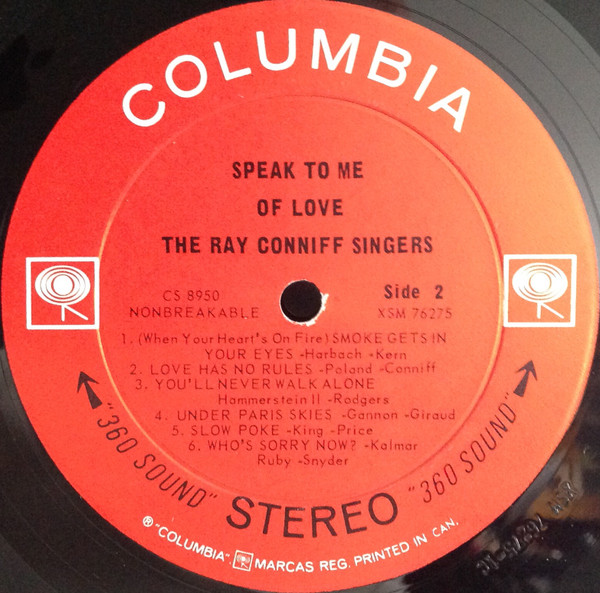 COLUMBIA
SPEAK TO ME
OF LOVE
THE RAY CONNIFF SINGERS
CS 8950
NONBREAKABLE
Side 2
XSM 76275
1. (When Your Heart's On Fire) SMOKE GETS IN
YOUR EYES -Harbach -Kern
2. LOVE HAS NO RULES -Poland -Conniff
3. YOU'LL NEVER WALK ALONE
Hammerstein II -Rodgers
4. UNDER PARIS SKIES -Gannon -Giraud
5. SLOW POKE -King -Price
6. WHO'S SORRY NOW? -Kalmar
Ruby -Snyder
"360 SOUND" STEREO "360 SOUND"
® "COLUMBIA" MARCAS REG. PRINTED IN CAN.